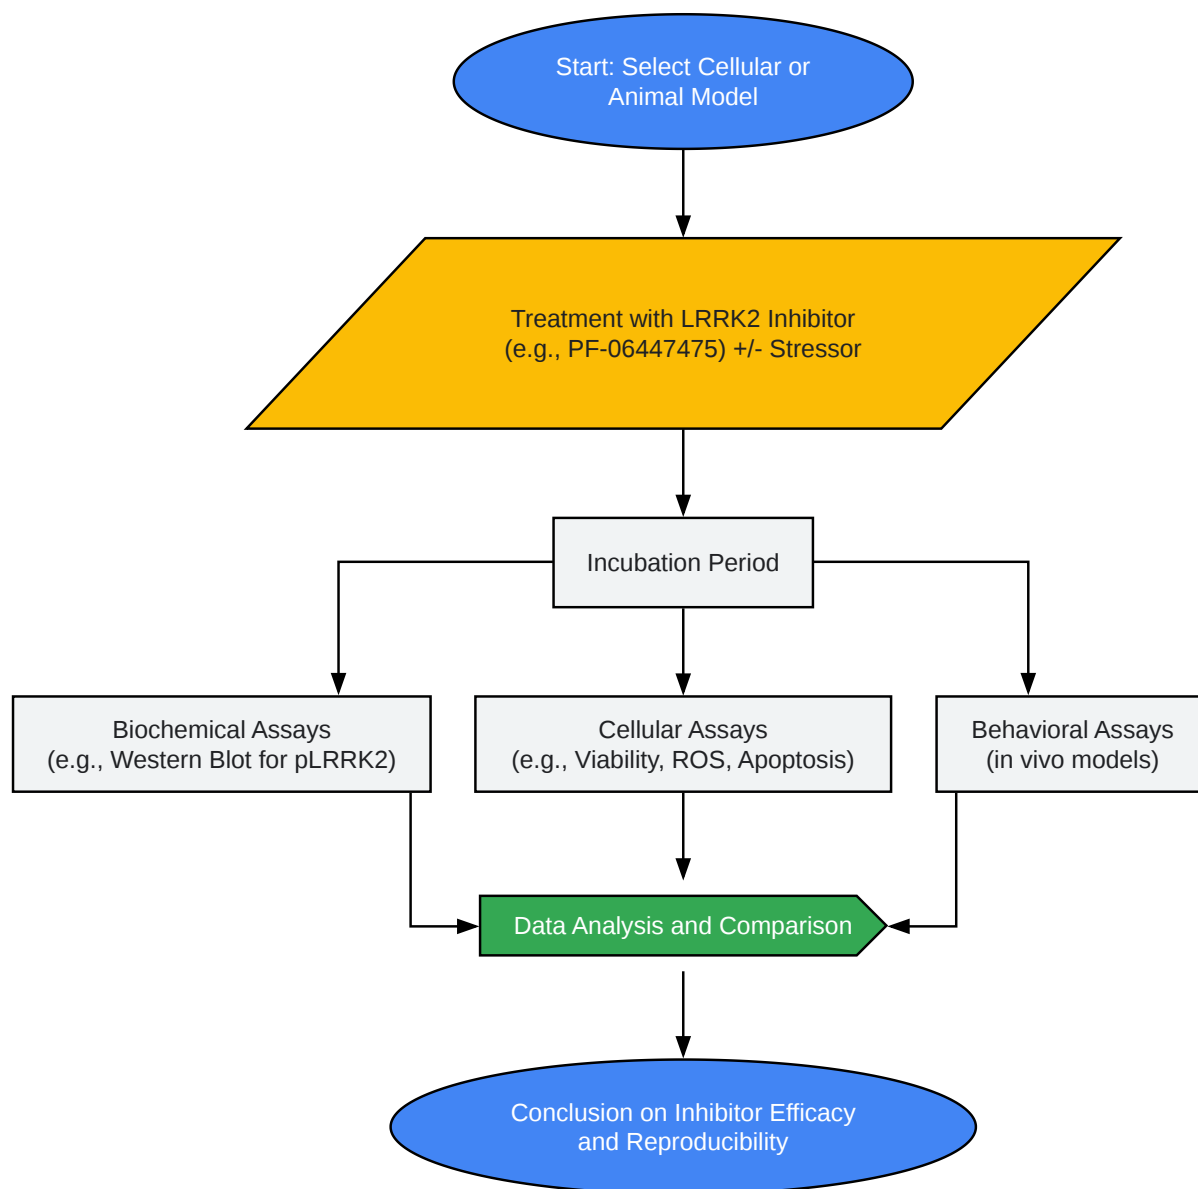 Start: Select Cellular or
Animal Model
Treatment with LRRK2 Inhibitor
(e.g., PF-06447475) +/- Stressor
Incubation Period
Biochemical Assays
(e.g., Western Blot for pLRRK2)
Cellular Assays
(e.g., Viability, ROS, Apoptosis)
Behavioral Assays
(in vivo models)
Data Analysis and Comparison
Conclusion on Inhibitor Efficacy
and Reproducibility